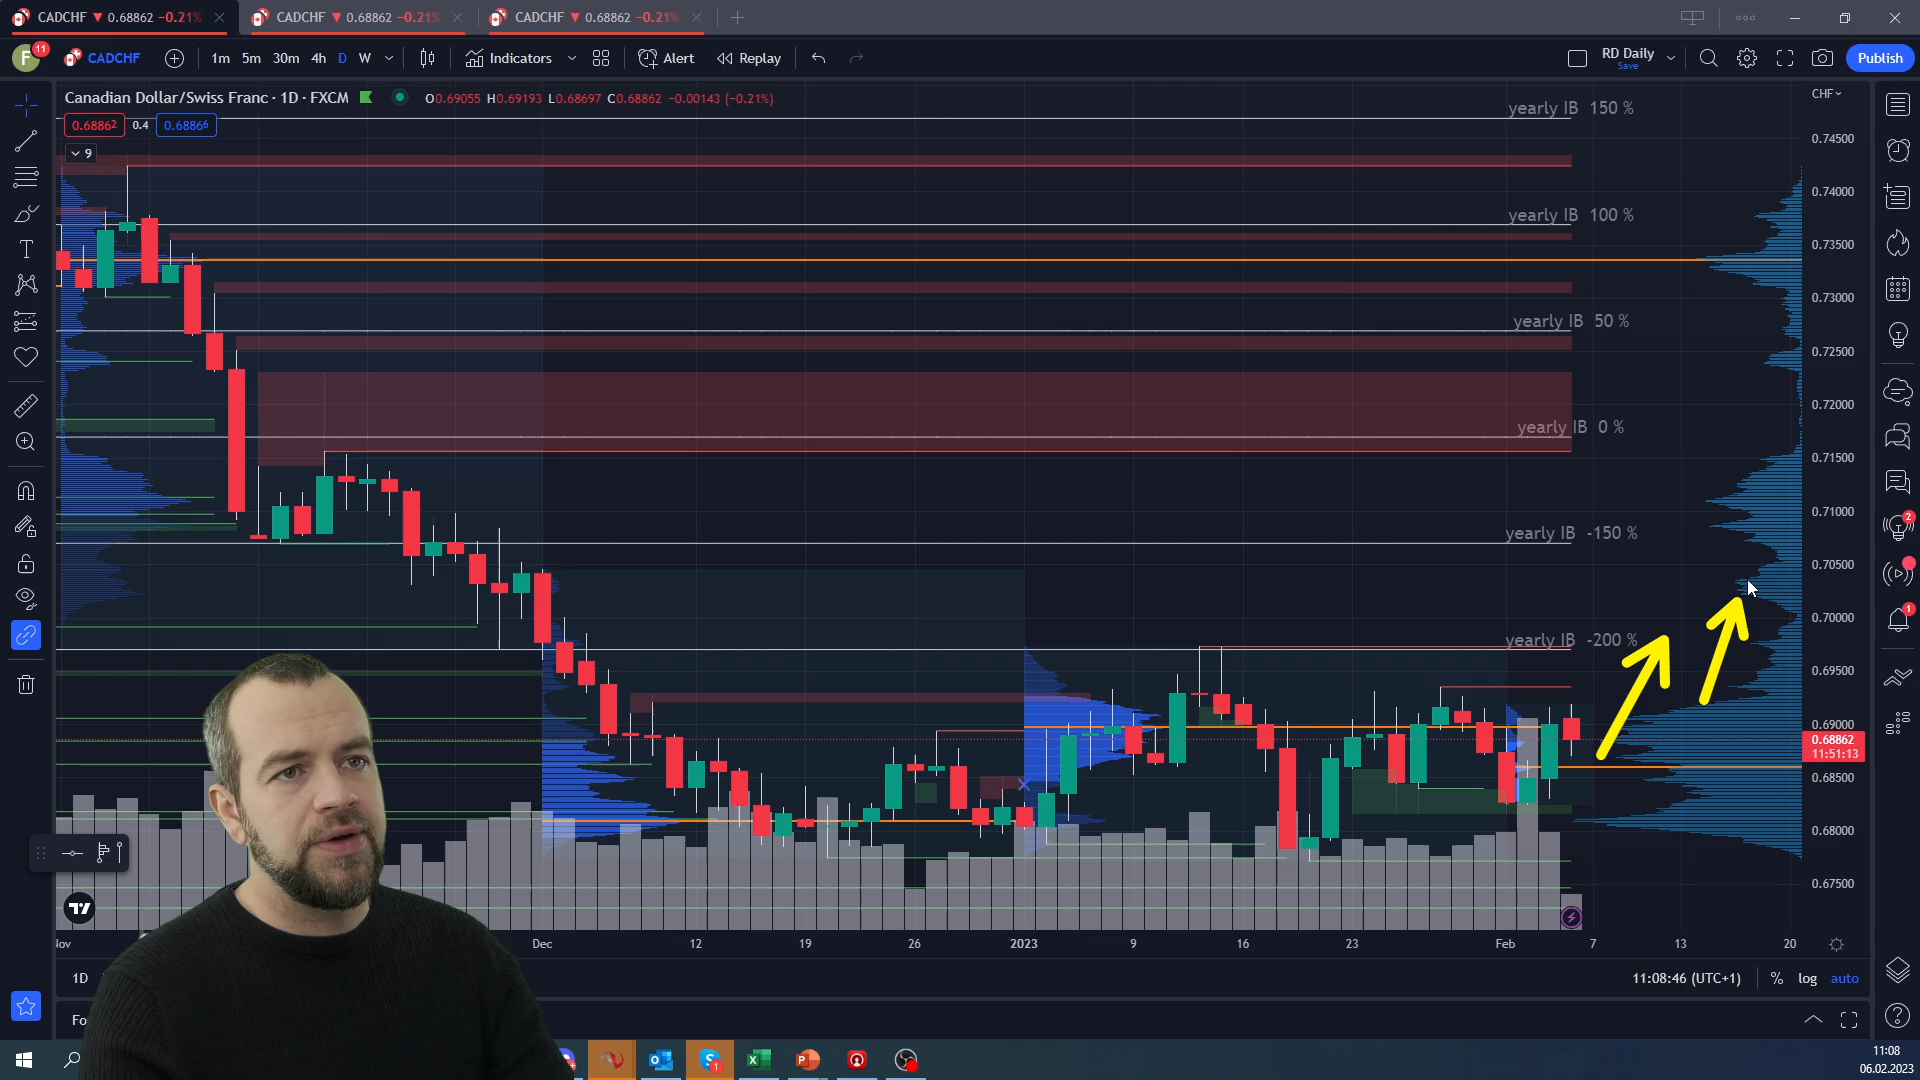 CADCHF ▼ 0.68862 −0.21%
CADCHF ▼ 0.68862 −0.21%
CADCHF ▼ 0.68862 −0.21%
F
11
CADCHF
1m 5m 30m 4h D W
Indicators
Alert
Replay
RD Daily
Save
Publish
Canadian Dollar/Swiss Franc · 1D · FXCM
O0.69055 H0.69193 L0.68697 C0.68862 −0.00143 (−0.21%)
0.68862
0.4
0.68866
9
CHF
yearly IB 150 %
yearly IB 100 %
yearly IB 50 %
yearly IB 0 %
yearly IB -150 %
yearly IB -200 %
0.74500
0.74000
0.73500
0.73000
0.72500
0.72000
0.71500
0.71000
0.70500
0.70000
0.69500
0.69000
0.68862
11:51:13
0.68500
0.68000
0.67500
2
1
Dec
12
19
26
2023
9
16
23
Feb
7
13
20
1D
11:08:46 (UTC+1)
%
log
auto
Fo
1
11:08
06.02.2023